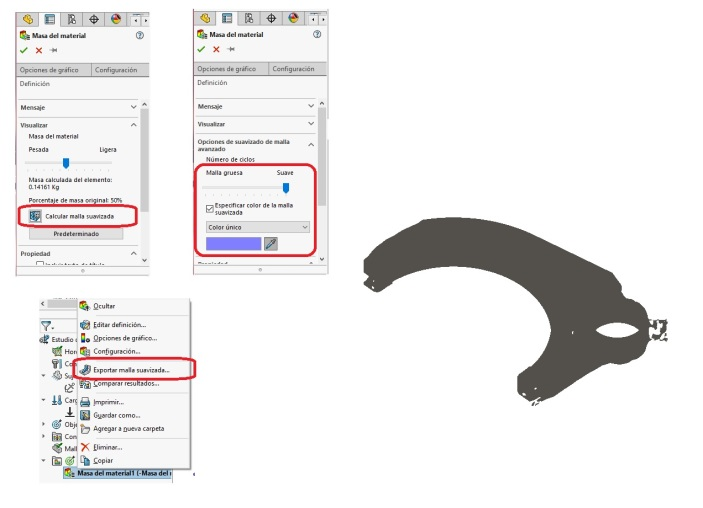 Masa del material
Opciones de gráfico
Configuración
Definición
Mensaje
Visualizar
Masa del material
Pesada
Ligera
Masa calculada del elemento:
0.14161 Kg
Porcentaje de masa original: 50%
Calcular malla suavizada
Predeterminado
Propiedad
Masa del material
Opciones de gráfico
Configuración
Definición
Mensaje
Visualizar
Opciones de suavizado de malla
avanzado
Número de ciclos
Malla gruesa
Suave
Especificar color de la malla
suavizada
Color único
Ocultar
Editar definición...
Estudio
Opciones de gráfico...
Configuración...
Exportar malla suavizada...
Comparar resultados...
Imprimir...
Guardar como...
Agregar a nueva carpeta
Eliminar...
Copiar
Masa del material1 (-Masa del